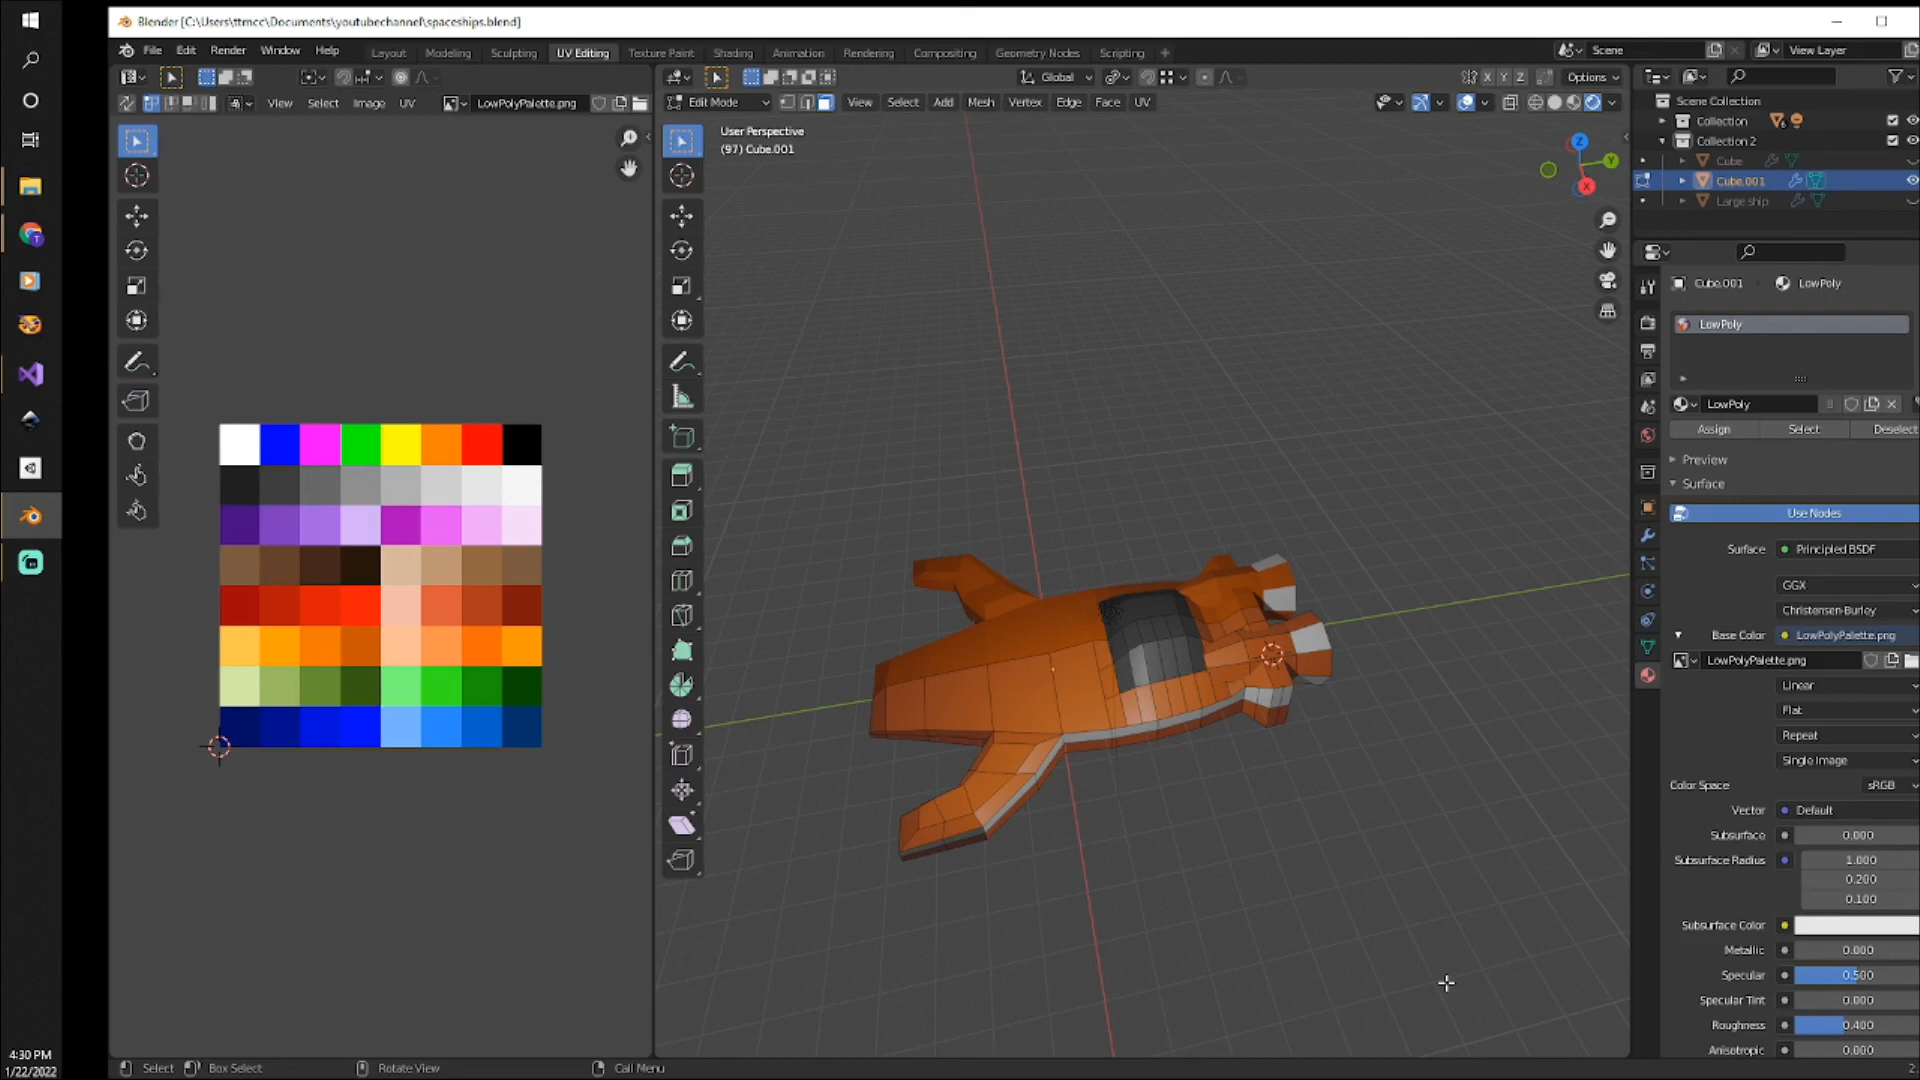 Blender [C:\Users\ttmcc\Documents\youtubechannel\spaceships.blend]
File Edit Render Window Help Layout Modeling Sculpting UV Editing Texture Paint Shading Animation Rendering Compositing Geometry Nodes Scripting + Scene View Layer
Global Options
X Y Z
View Select Image UV LowPolyPalette.png
Edit Mode View Select Add Mesh Vertex Edge Face UV
User Perspective
(97) Cube.001
Z
Y
X
Scene Collection
Collection 6
Collection 2
Cube
Cube.001
Large ship
Cube.001 LowPoly
LowPoly
LowPoly 8
Assign Select Deselect
Preview
Surface
Use Nodes
Surface Principled BSDF
GGX
Christensen-Burley
Base Color LowPolyPalette.png
LowPolyPalette.png
Linear
Flat
Repeat
Single Image
Color Space sRGB
Vector Default
Subsurface 0.000
Subsurface Radius 1.000
0.200
0.100
Subsurface Color
Metallic 0.000
Specular 0.500
Specular Tint 0.000
Roughness 0.400
Anisotropic 0.000
Select Box Select Rotate View Call Menu 2.
4:30 PM
1/22/2022